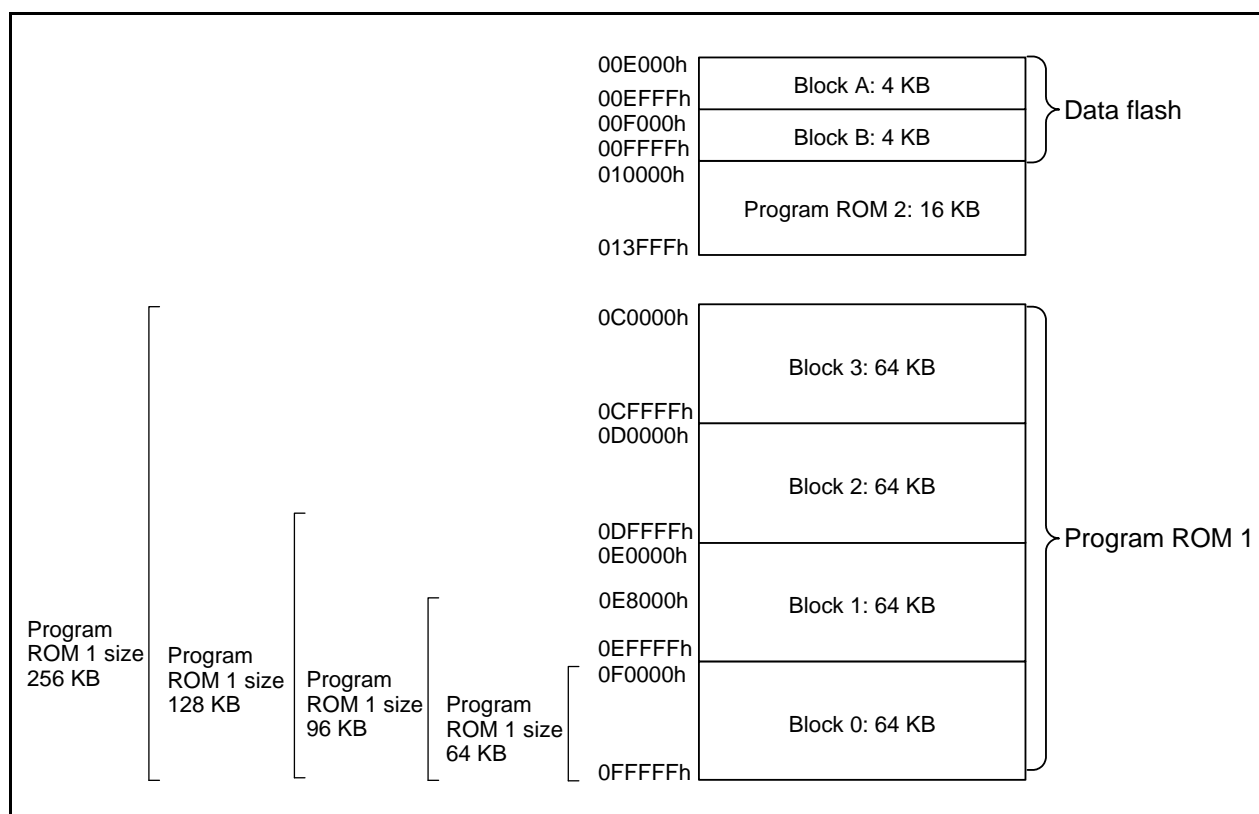 00E000h
Block A: 4 KB
00EFFFh
00F000h
Block B: 4 KB
00FFFFh
Data flash
010000h
Program ROM 2: 16 KB
013FFFh
0C0000h
Block 3: 64 KB
0CFFFFh
0D0000h
Block 2: 64 KB
0DFFFFh
0E0000h
Block 1: 64 KB
0E8000h
0EFFFFh
0F0000h
Block 0: 64 KB
0FFFFFh
Program ROM 1
Program
ROM 1 size
256 KB
Program
ROM 1 size
128 KB
Program
ROM 1 size
96 KB
Program
ROM 1 size
64 KB